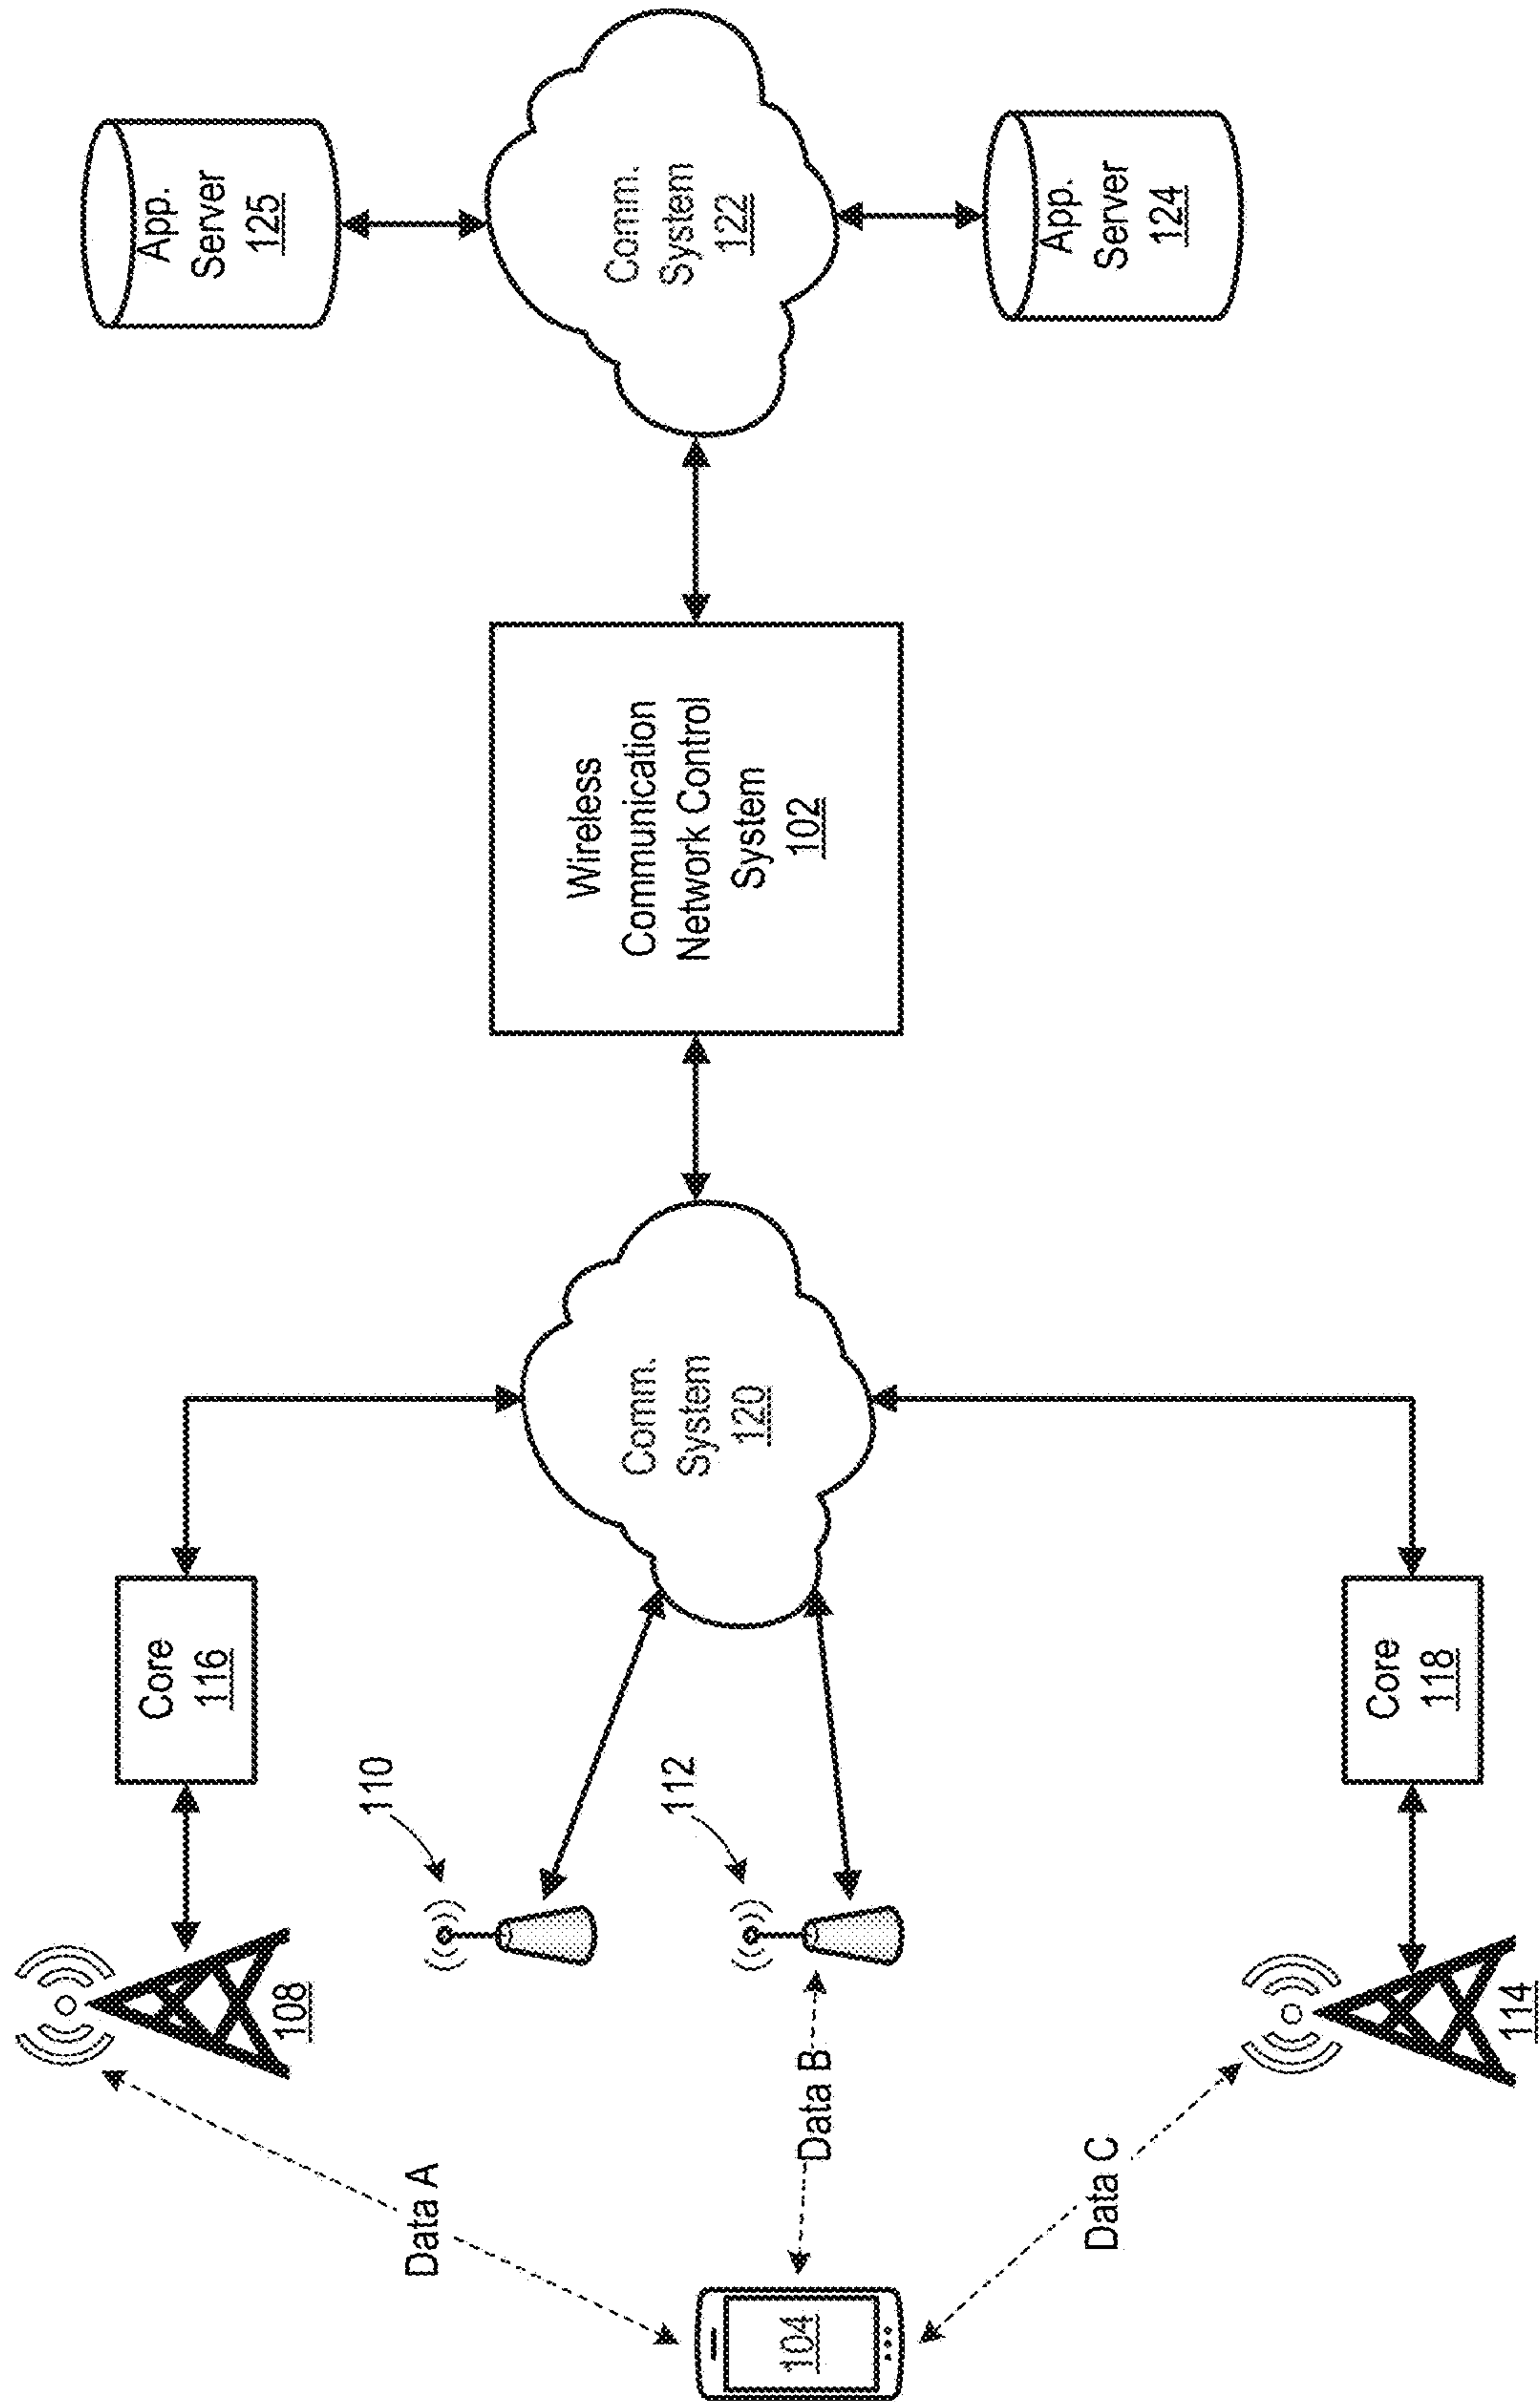 104
Data A
Data B
Data C
108
110
112
114
Core
116
Core
118
Comm.
System
120
Wireless
Communication
Network Control
System
102
Comm.
System
122
App.
Server
125
App.
Server
124